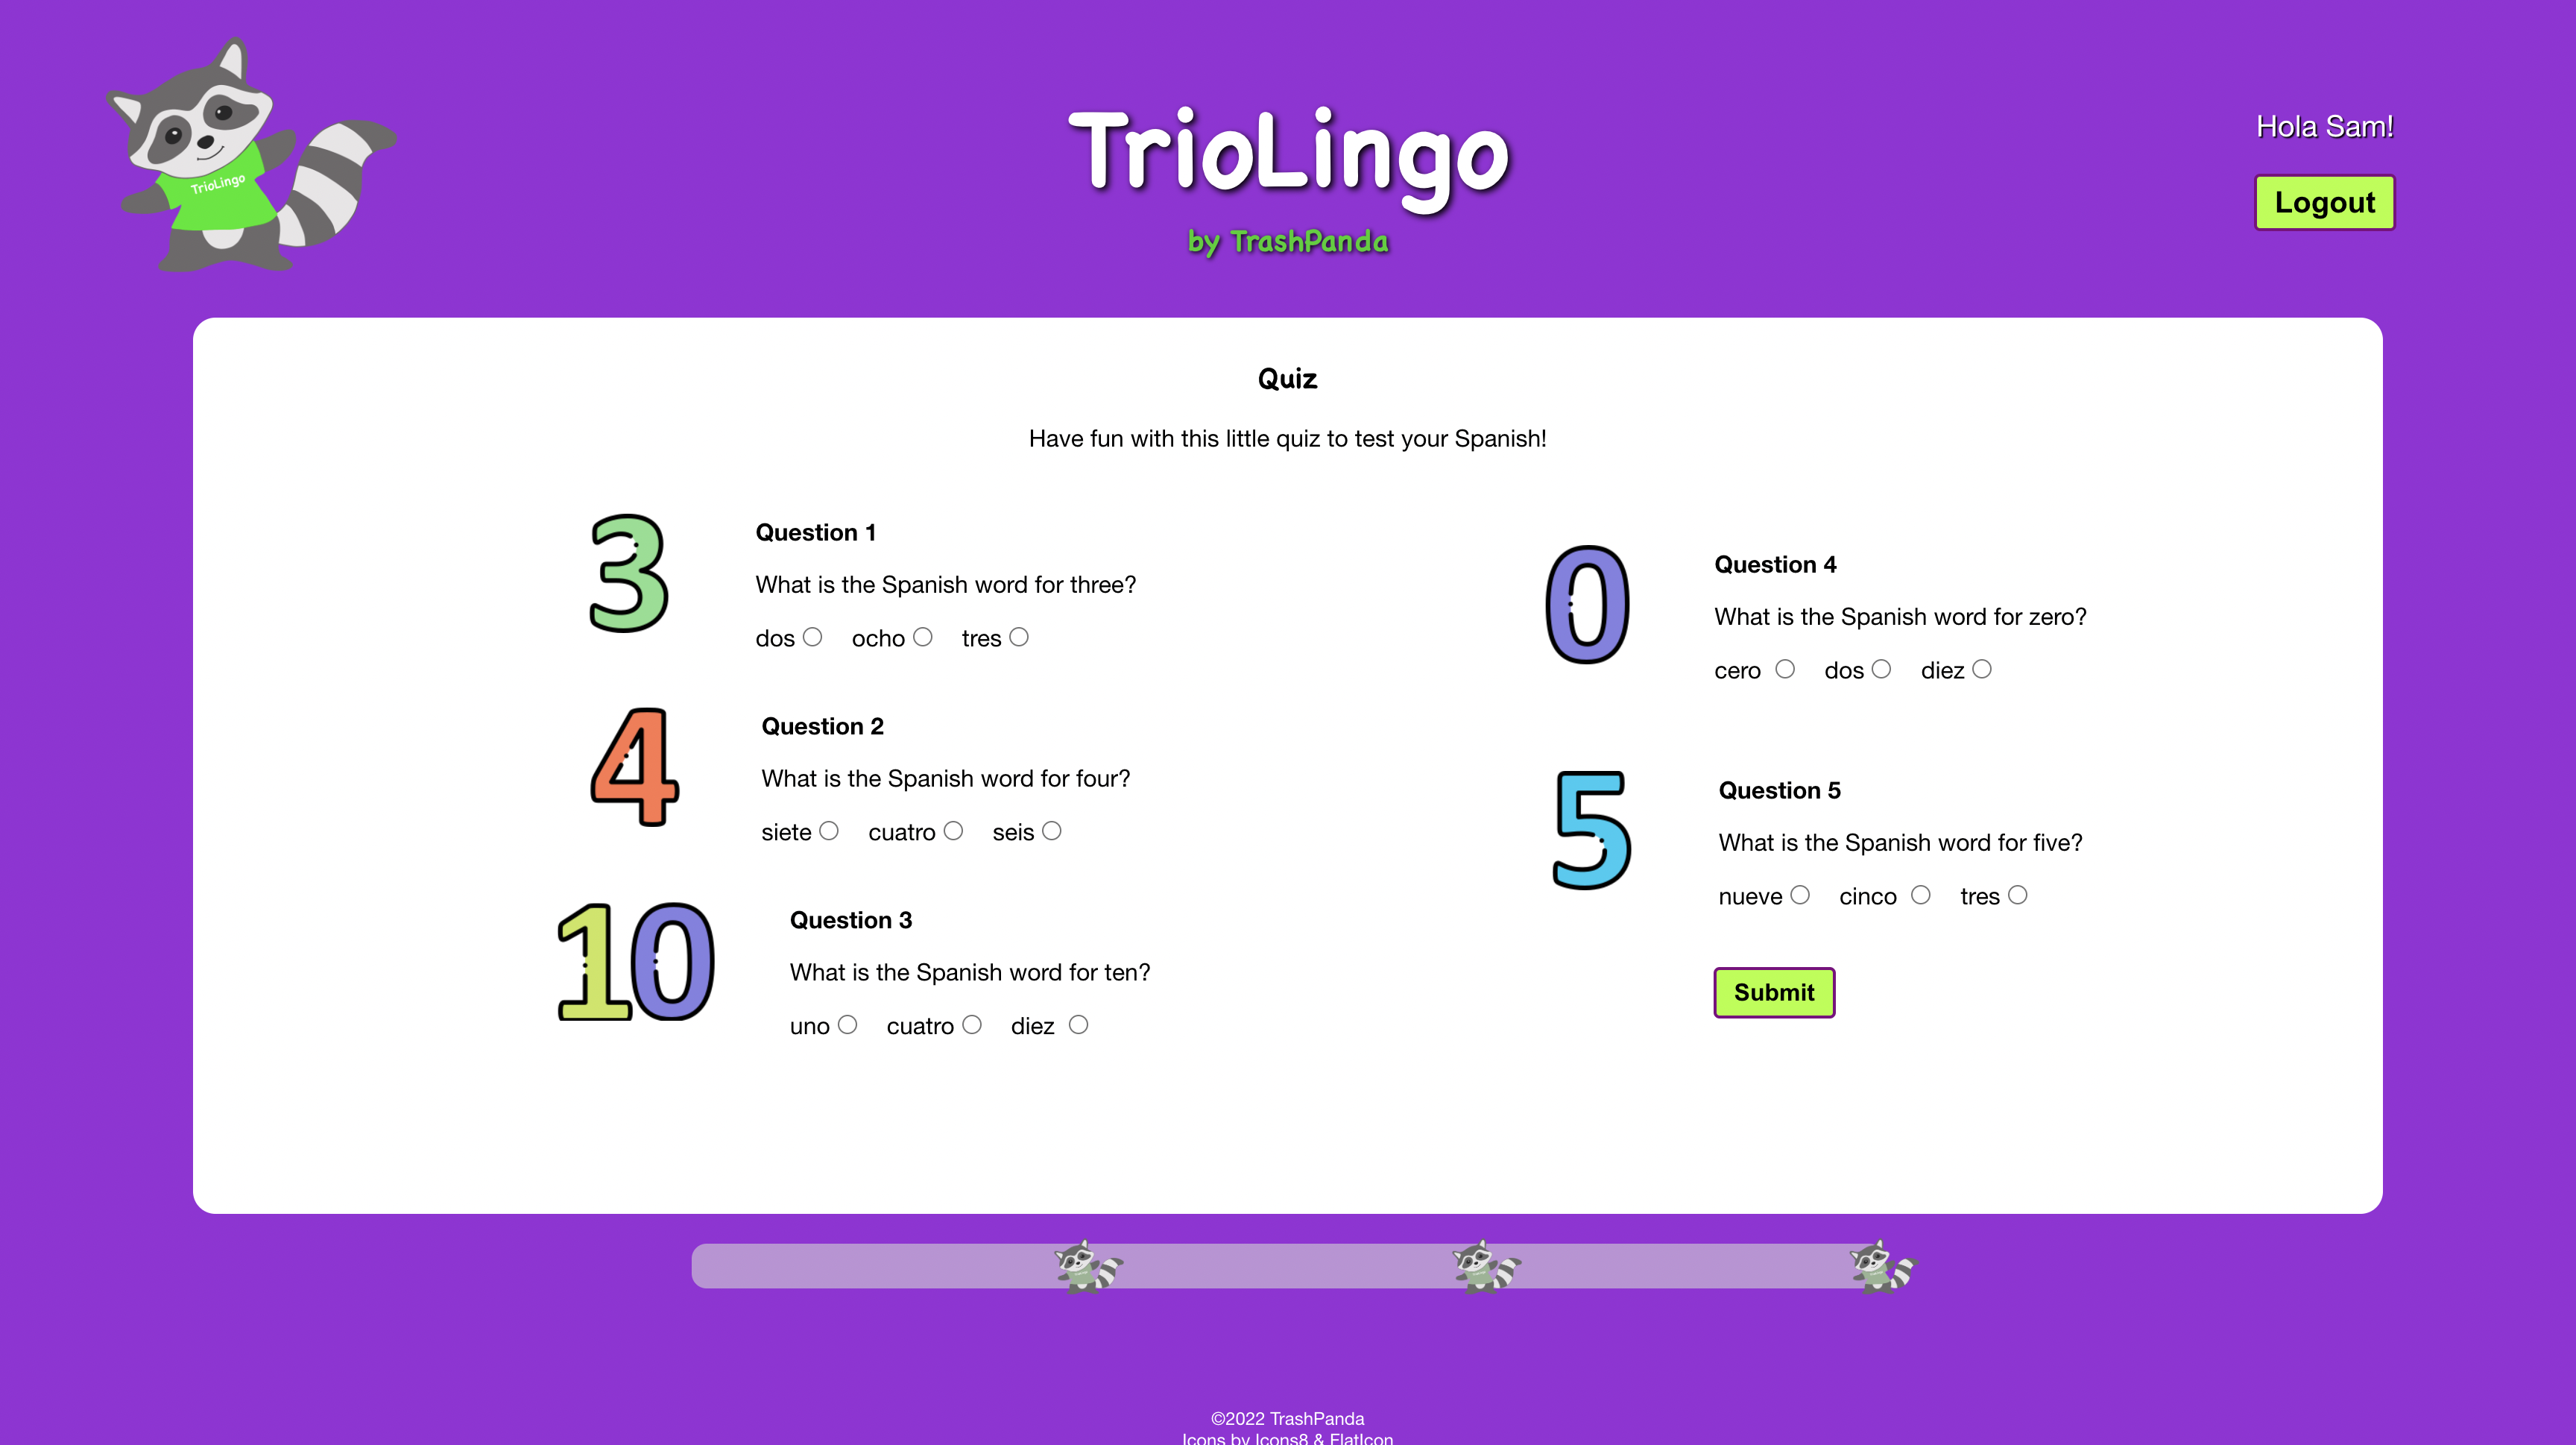 TrioLingo
TrioLingo
by TrashPanda
Hola Sam!
Logout
Quiz
Have fun with this little quiz to test your Spanish!
3
Question 1
What is the Spanish word for three?
dos ocho tres
4
Question 2
What is the Spanish word for four?
siete cuatro seis
10
Question 3
What is the Spanish word for ten?
uno cuatro diez
0
Question 4
What is the Spanish word for zero?
cero dos diez
5
Question 5
What is the Spanish word for five?
nueve cinco tres
Submit
©2022 TrashPanda
Icons by Icons8 & FlatIcon